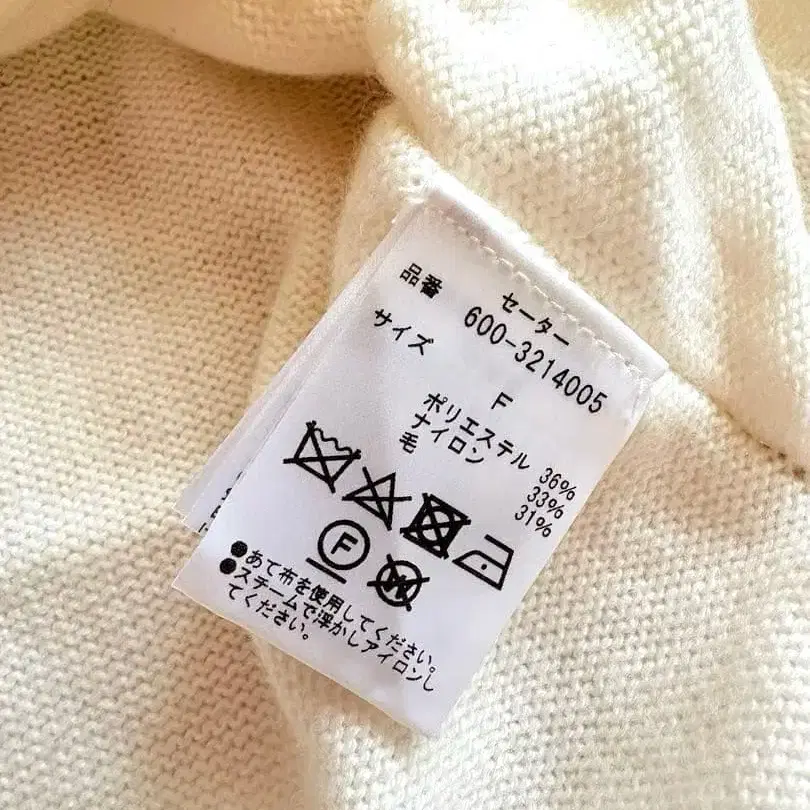 セーター
品番 600-3214005
サイズ
F
ポリエステル 36%
ナイロン 33%
毛 31%
F
W
●あて布を使用してください。
●スチームで浮かしアイロンし
てください。